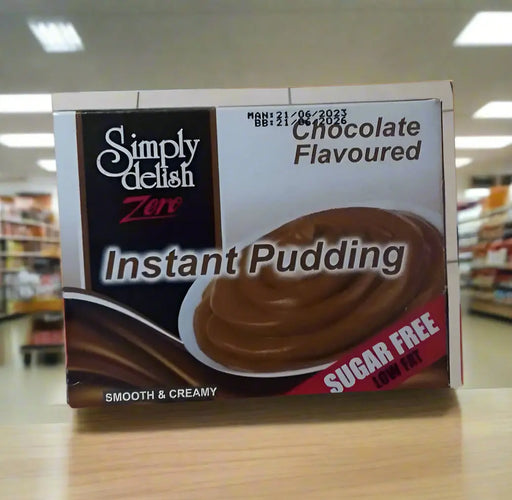 MAN:21/06/2023
BB:21/06/2026
Chocolate
Flavoured
Simply
delish
Zero
Instant Pudding
SUGAR FREE
LOW FAT
SMOOTH & CREAMY